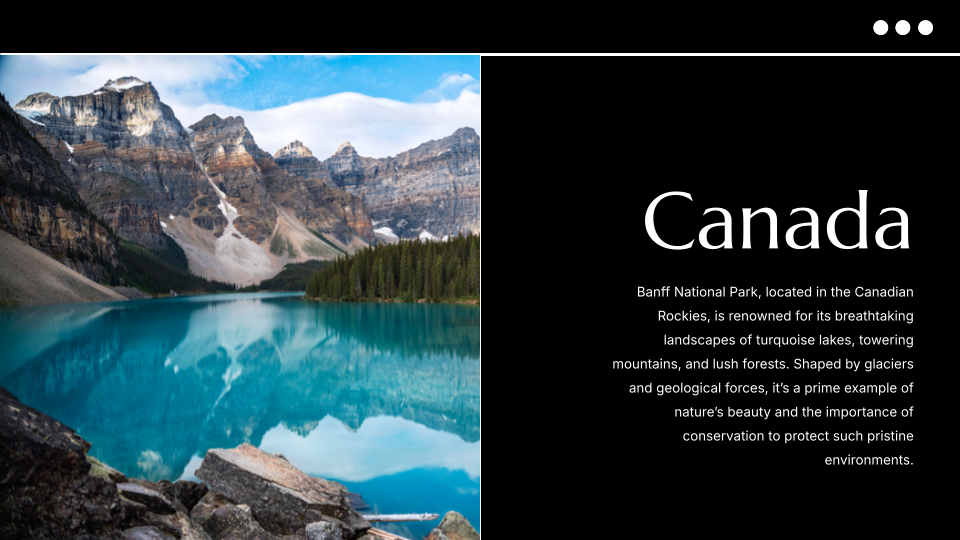 Canada
Banff National Park, located in the Canadian
Rockies, is renowned for its breathtaking
landscapes of turquoise lakes, towering
mountains, and lush forests. Shaped by glaciers
and geological forces, it’s a prime example of
nature’s beauty and the importance of
conservation to protect such pristine
environments.